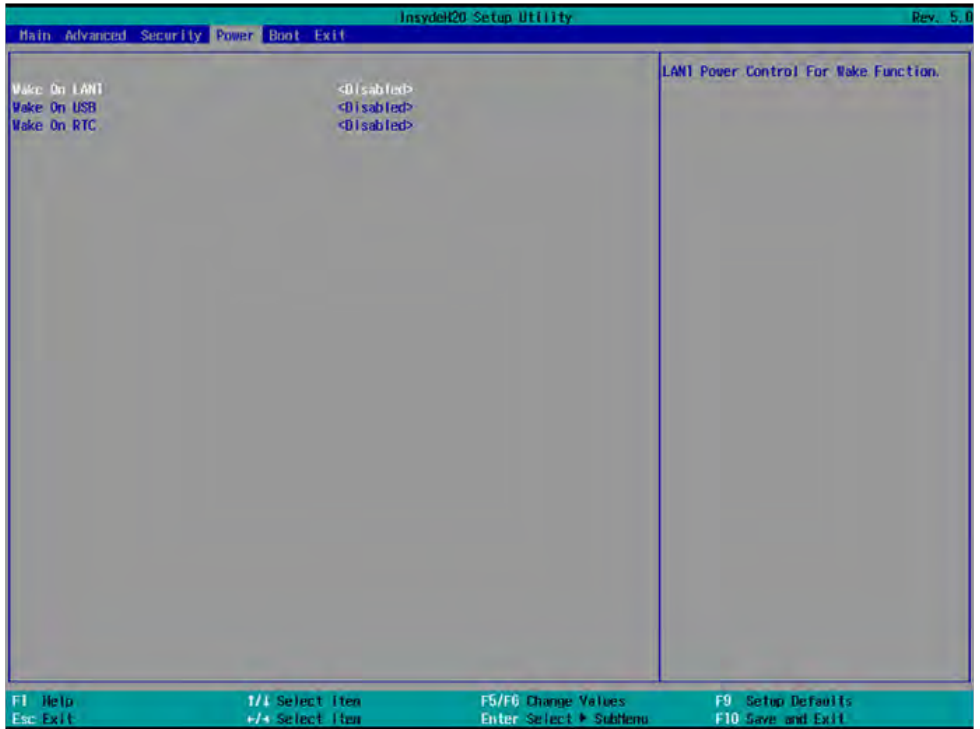 InsydeH20 Setup Utility Rev. 5.0
Main Advanced Security Power Boot Exit
LAN1 Power Control For Wake Function.
Wake On LAN1 <Disabled>
Wake On USB <Disabled>
Wake On RTC <Disabled>
F1 Help ↑/↓ Select Item F5/F6 Change Values F9 Setup Defaults
Esc Exit ←/→ Select Item Enter Select ▶ SubMenu F10 Save and Exit